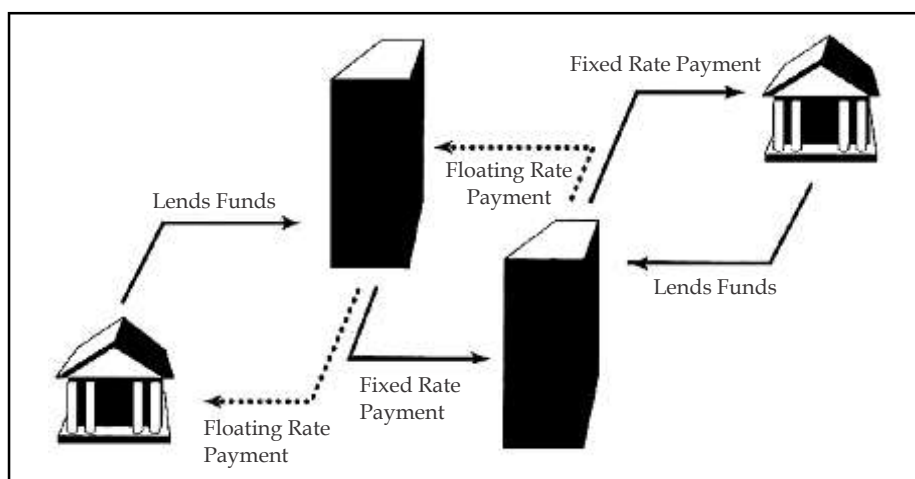 Fixed Rate Payment
Floating Rate
Payment
Lends Funds
Lends Funds
Fixed Rate
Payment
Floating Rate
Payment